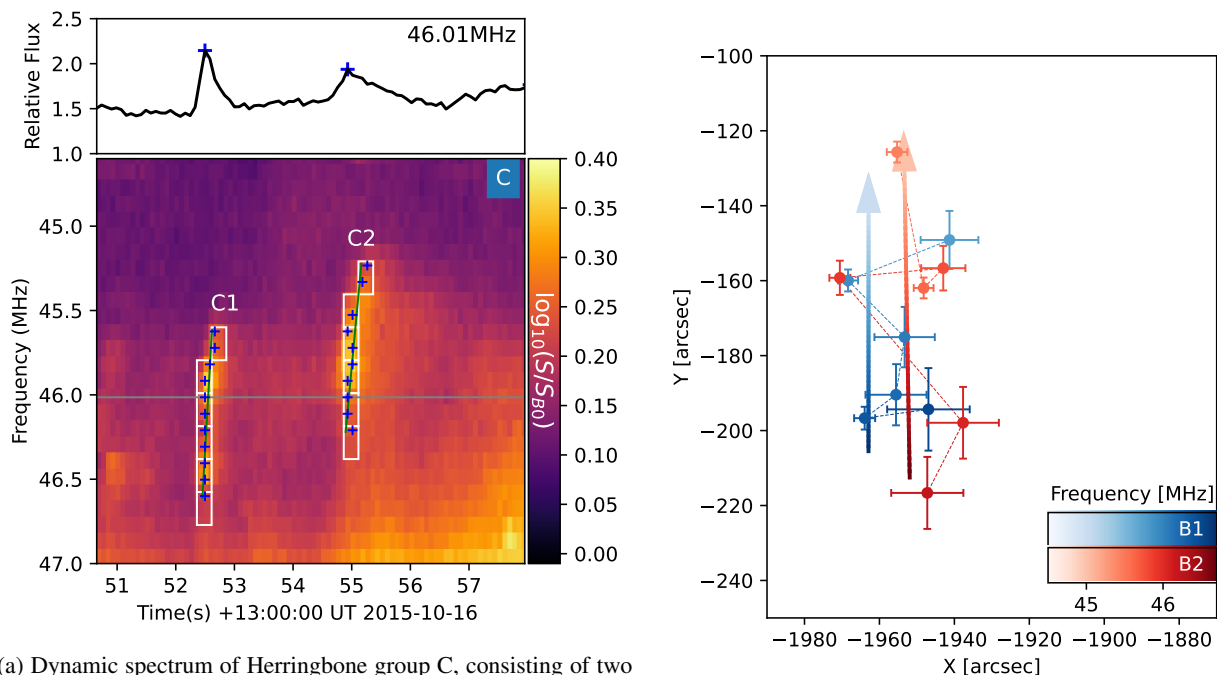 2.5
46.01MHz
2.0
1.5
1.0
Relative Flux
C
C2
C1
45.0
45.5
46.0
46.5
47.0
Frequency (MHz)
0.40
0.35
0.30
0.25
0.20
0.15
0.10
0.05
0.00
log₁₀(S/S_B0)
51 52 53 54 55 56 57
Time(s) +13:00:00 UT 2015-10-16
(a) Dynamic spectrum of Herringbone group C, consisting of two
−100
−120
−140
−160
−180
−200
−220
−240
Y [arcsec]
Frequency [MHz]
B1
B2
45 46
−1980 −1960 −1940 −1920 −1900 −1880
X [arcsec]